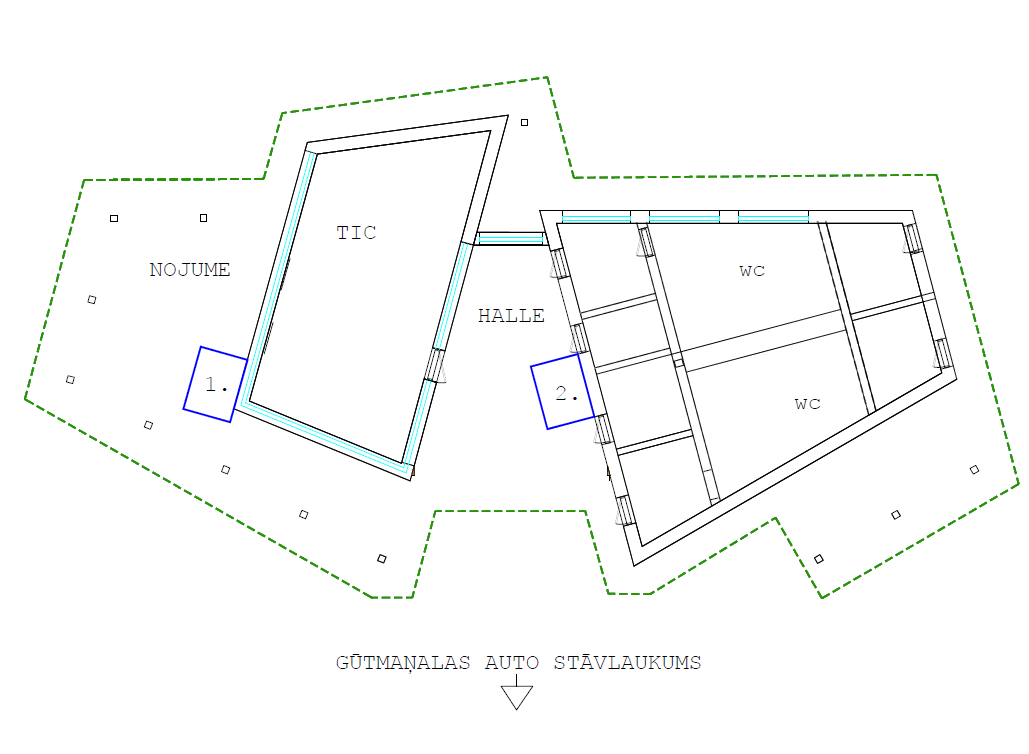 TIC
NOJUME
WC
HALLE
1.
2.
WC
GŪTMAŅALAS AUTO STĀVLAUKUMS